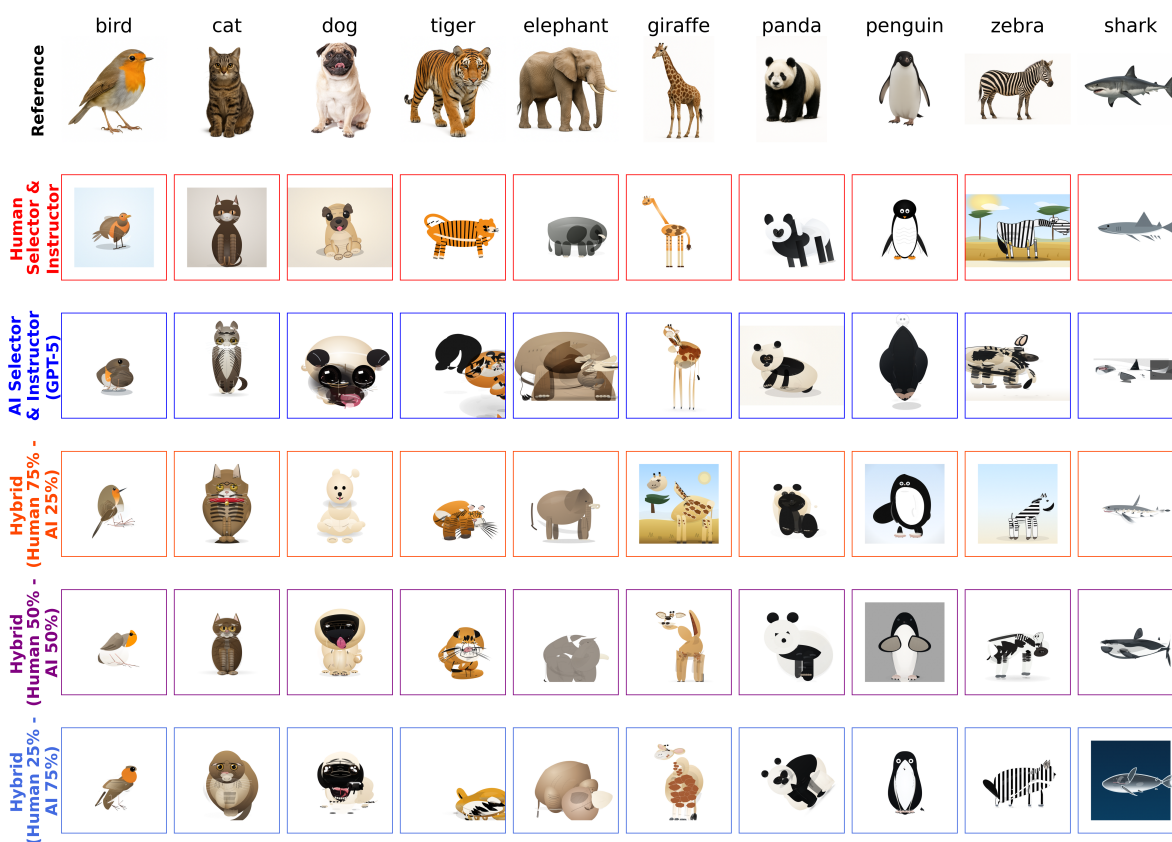 bird cat dog tiger elephant giraffe panda penguin zebra shark
Reference
Human
Selector &
Instructor
AI Selector
& Instructor
(GPT-5)
Hybrid
(Human 75% -
AI 25%)
Hybrid
(Human 50% -
AI 50%)
Hybrid
(Human 25% -
AI 75%)